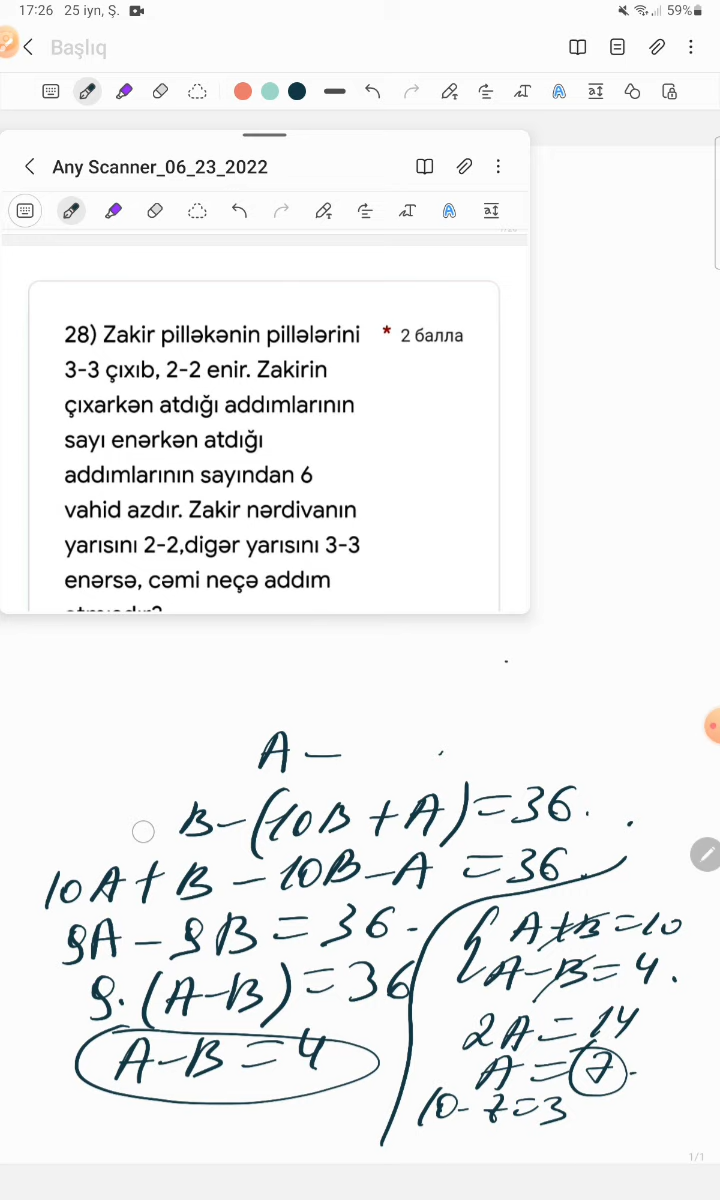 17:26 25 iyn, Ş. 59%
Başlıq
Any Scanner_06_23_2022
28) Zakir pilləkənin pillələrini * 2 балла
3-3 çıxıb, 2-2 enir. Zakirin
çıxarkən atdığı addımlarının
sayı enərkən atdığı
addımlarının sayından 6
vahid azdır. Zakir nərdivanın
yarısını 2-2,digər yarısını 3-3
enərsə, cəmi neçə addım
A –
B–(10B+A)=36.
10A+B–10B–A=36
9A–9B=36.
9·(A–B)=36
A–B=4
A+B=10
A–B=4.
2A=14
A=7.
10-7=3
1/1